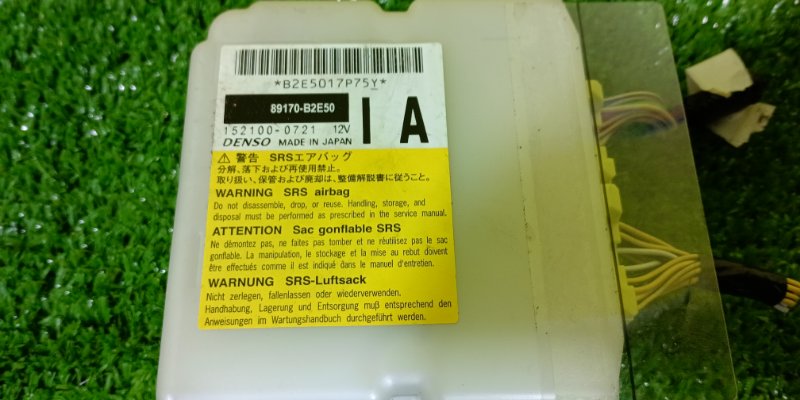 *B2E5017P75Y*
89170-B2E50
152100-0721 12V
DENSO MADE IN JAPAN
I A
⚠ 警告 SRSエアバッグ
分解、落下および再使用禁止。
取り扱い、保管および廃却は、整備解説書に従うこと。
WARNING SRS airbag
Do not disassemble, drop, or reuse. Handling, storage, and
disposal must be performed as prescribed in the service manual.
ATTENTION Sac gonflable SRS
Ne démontez pas, ne faites pas tomber et ne réutilisez pas le sac
gonflable. La manipulation, le stockage et la mise au rebut doivent
être effectués comme il est indiqué dans le manuel d'entretien.
WARNUNG SRS-Luftsack
Nicht zerlegen, fallenlassen oder wiederverwenden.
Handhabung, Lagerung und Entsorgung muß entsprechend den
Anweisungen im Wartungshandbuch durchgeführt werden.